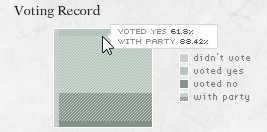 Voting Record
VOTED YES 61.8%
WITH PARTY 88.42%
didn't vote
voted yes
voted no
with party